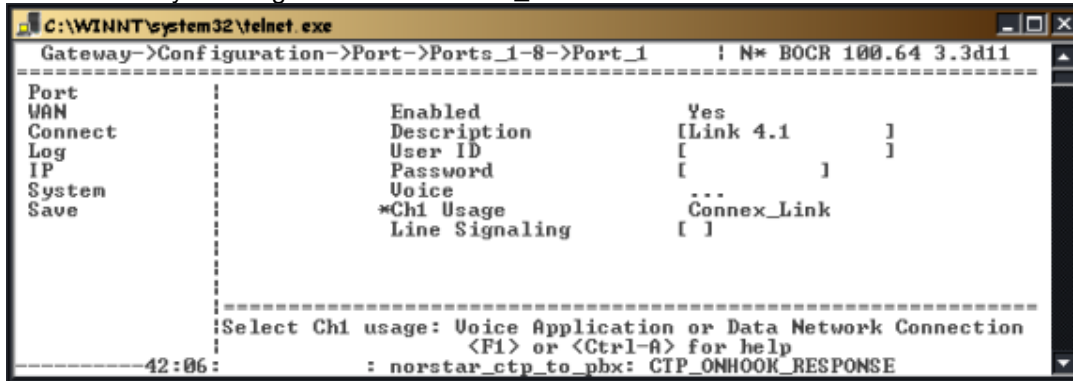 C:\WINNT\system32\telnet.exe
Gateway->Configuration->Port->Ports_1-8->Port_1 ¦ N* BOCR 100.64 3.3d11
================================================================
Port ¦
WAN ¦ Enabled Yes
Connect ¦ Description [Link 4.1 ]
Log ¦ User ID [ ]
IP ¦ Password [ ]
System ¦ Voice ...
Save ¦ *Ch1 Usage Connex_Link
¦ Line Signaling [ ]
¦Select Ch1 usage: Voice Application or Data Network Connection
¦ <F1> or <Ctrl-A> for help
----------42:06: : norstar_ctp_to_pbx: CTP_ONHOOK_RESPONSE